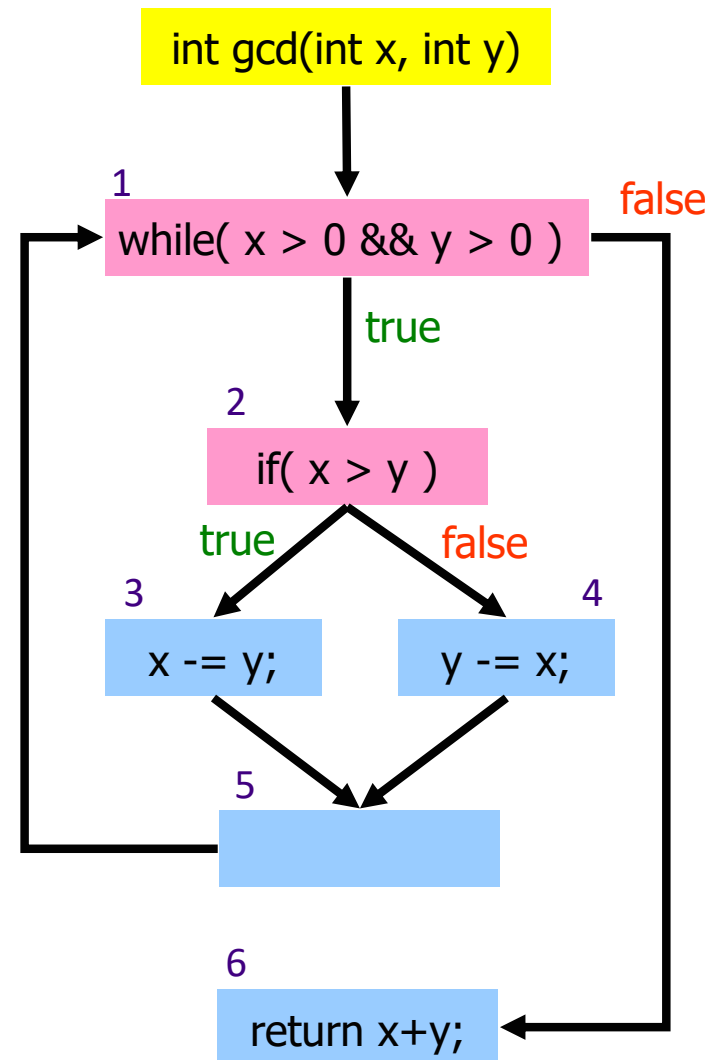 int gcd(int x, int y)
1
false
while( x > 0 && y > 0 )
true
2
if( x > y )
true
false
3
4
x -= y;
y -= x;
5
6
return x+y;